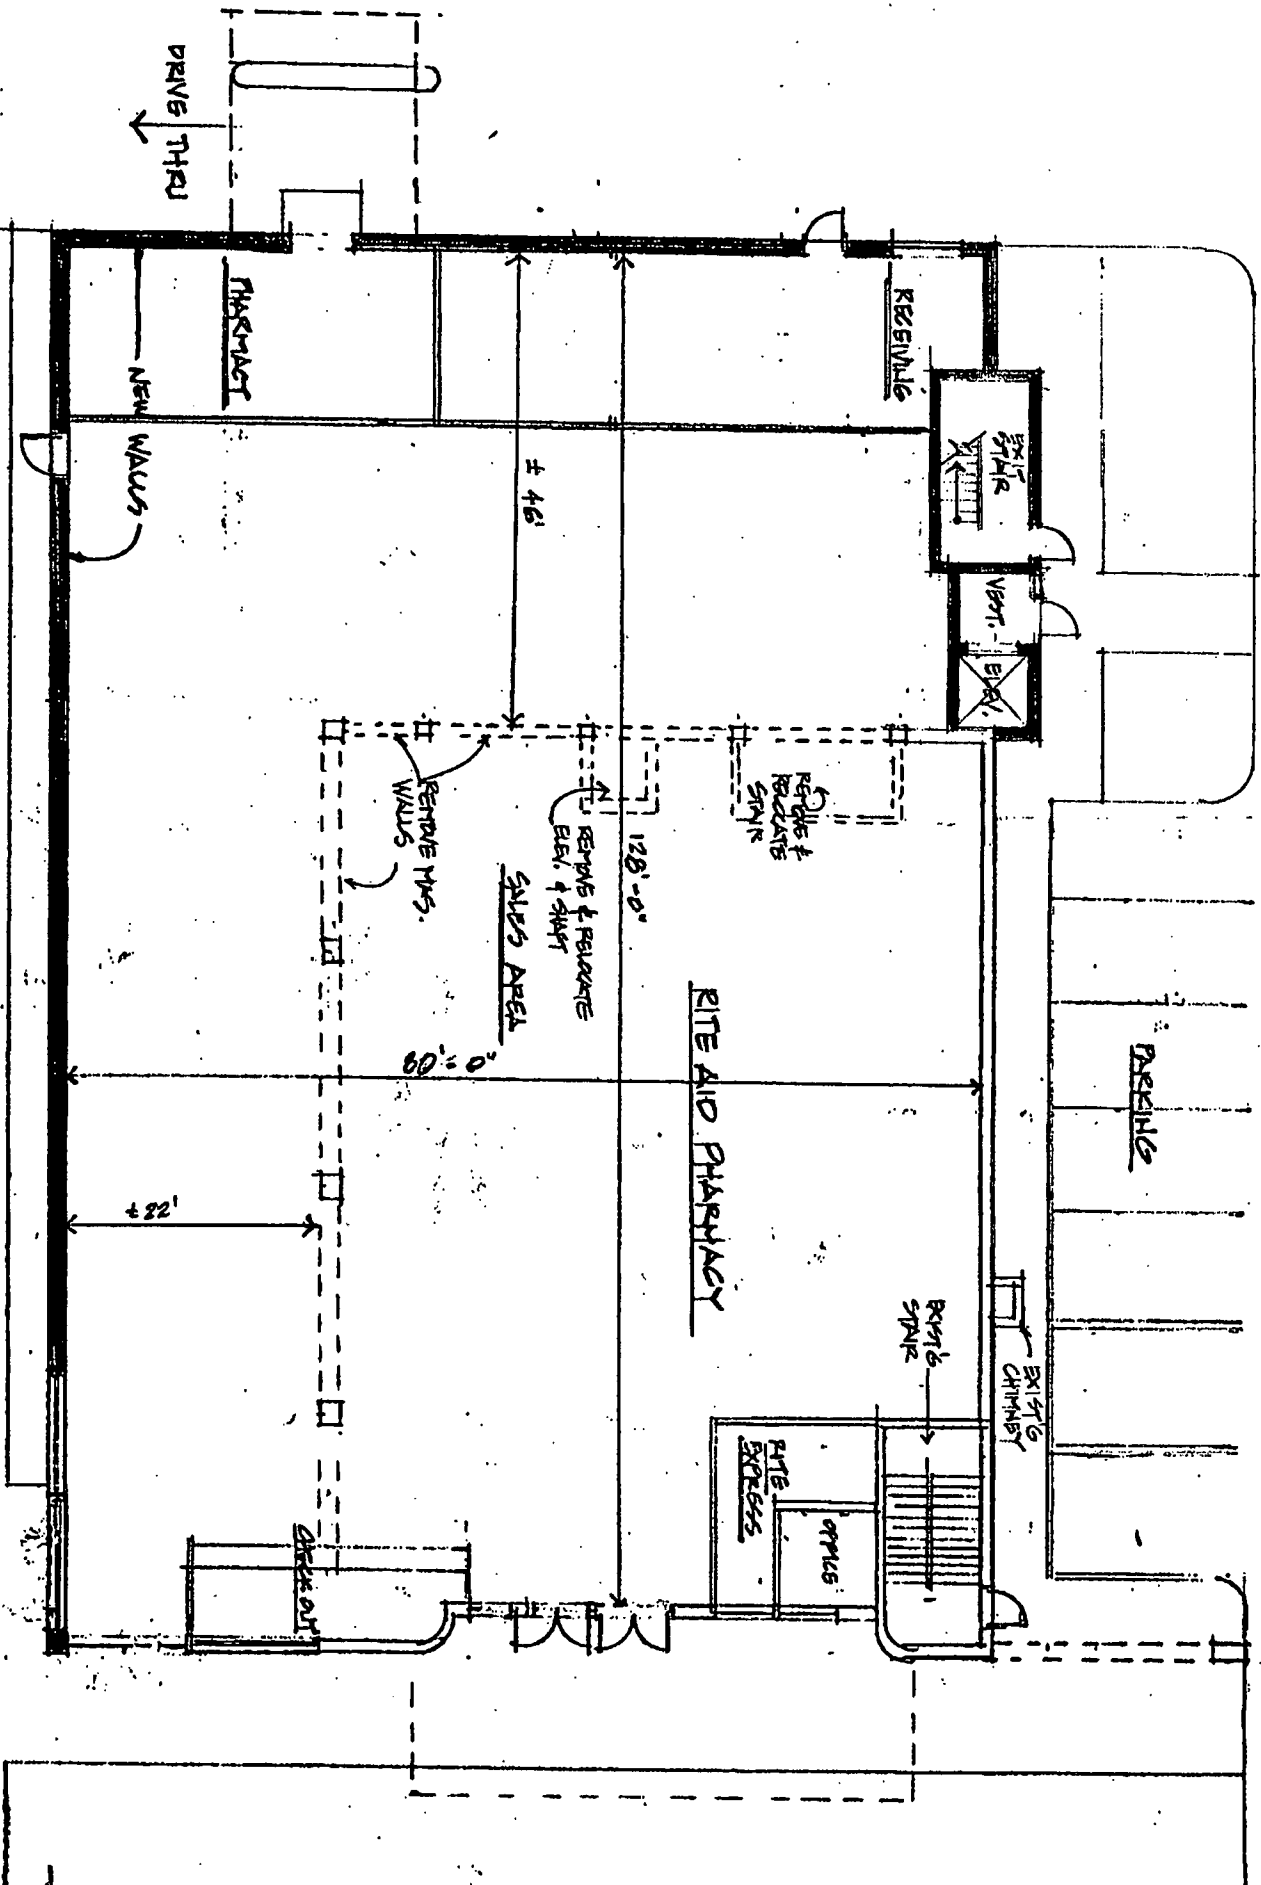 DRIVE THRU
PHARMACY
NEW WALLS
RECEIVING
EXIT
STAIR
VEST.
ELEV.
± 46'
REMOVE MAS.
WALLS
REMOVE & RELOCATE
ELEV. & SHAFT
REMOVE &
RELOCATE
STAIR
128'-0"
SALES AREA
80'-0"
RITE AID PHARMACY
PARKING
±22'
EXIST'G
STAIR
EXIST'G
CHIMNEY
RITE
EXPRESS
OFFICE
CHECK OUT